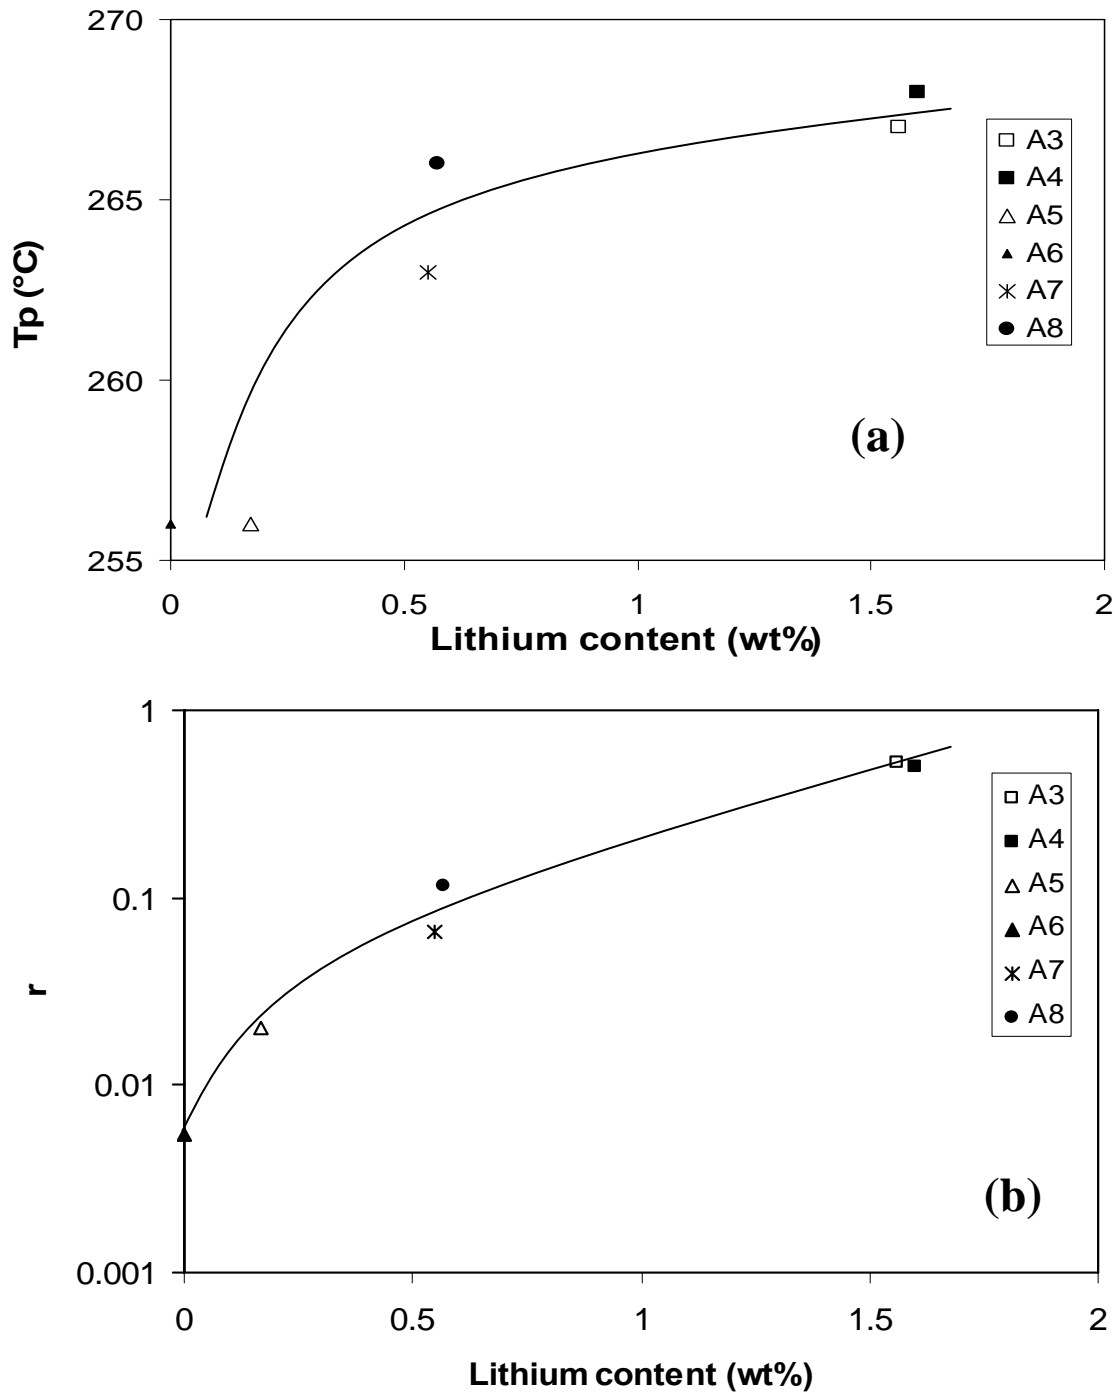 270
265
260
255
Tp (°C)
0 0.5 1 1.5 2
Lithium content (wt%)
A3
A4
A5
A6
A7
A8
(a)
1
0.1
0.01
0.001
r
0 0.5 1 1.5 2
Lithium content (wt%)
A3
A4
A5
A6
A7
A8
(b)